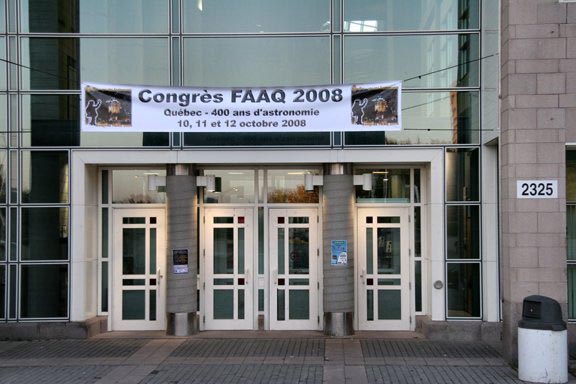 Congrès FAAQ 2008
Québec - 400 ans d'astronomie
10, 11 et 12 octobre 2008
2325